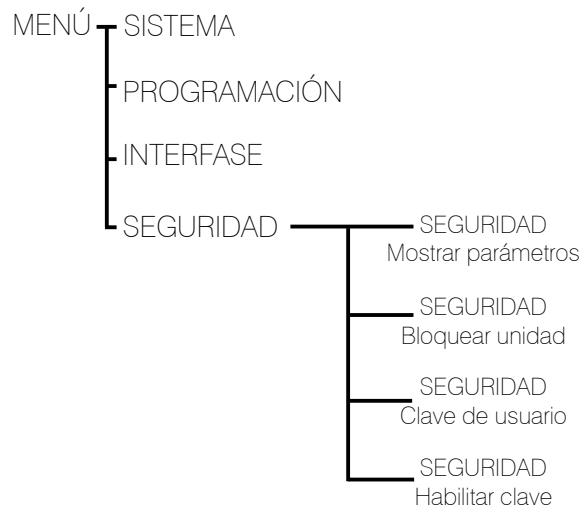 MENÚ SISTEMA
PROGRAMACIÓN
INTERFASE
SEGURIDAD
SEGURIDAD
Mostrar parámetros
SEGURIDAD
Bloquear unidad
SEGURIDAD
Clave de usuario
SEGURIDAD
Habilitar clave